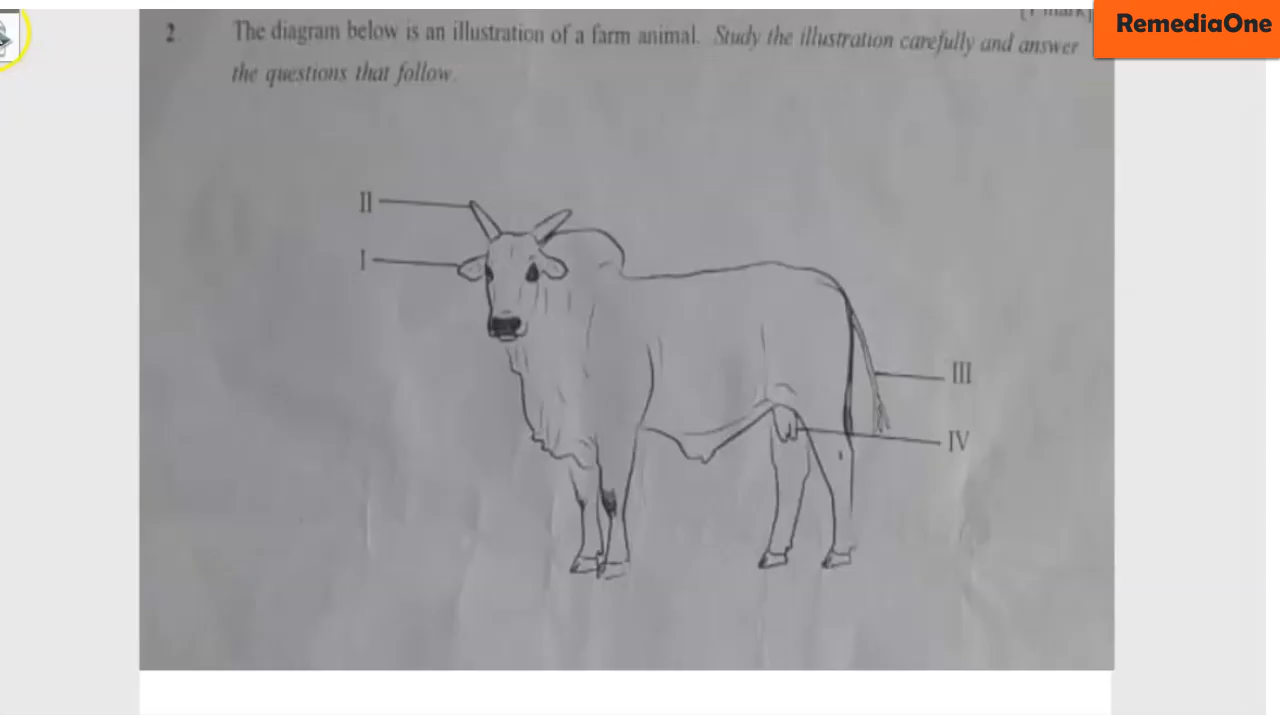 RemediaOne
2 The diagram below is an illustration of a farm animal. Study the illustration carefully and answer
the questions that follow.
II
I
III
IV